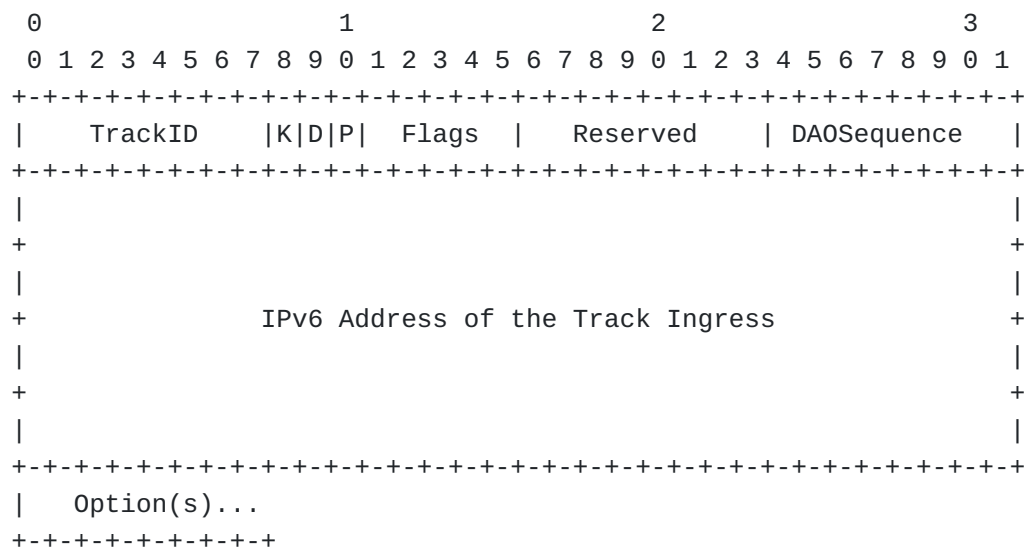 0                   1                   2                   3
 0 1 2 3 4 5 6 7 8 9 0 1 2 3 4 5 6 7 8 9 0 1 2 3 4 5 6 7 8 9 0 1
+-+-+-+-+-+-+-+-+-+-+-+-+-+-+-+-+-+-+-+-+-+-+-+-+-+-+-+-+-+-+-+-+
|    TrackID    |K|D|P|  Flags  |   Reserved    | DAOSequence   |
+-+-+-+-+-+-+-+-+-+-+-+-+-+-+-+-+-+-+-+-+-+-+-+-+-+-+-+-+-+-+-+-+
|                                                               |
+                                                               +
|                                                               |
+               IPv6 Address of the Track Ingress               +
|                                                               |
+                                                               +
|                                                               |
+-+-+-+-+-+-+-+-+-+-+-+-+-+-+-+-+-+-+-+-+-+-+-+-+-+-+-+-+-+-+-+-+
|   Option(s)...
+-+-+-+-+-+-+-+-+